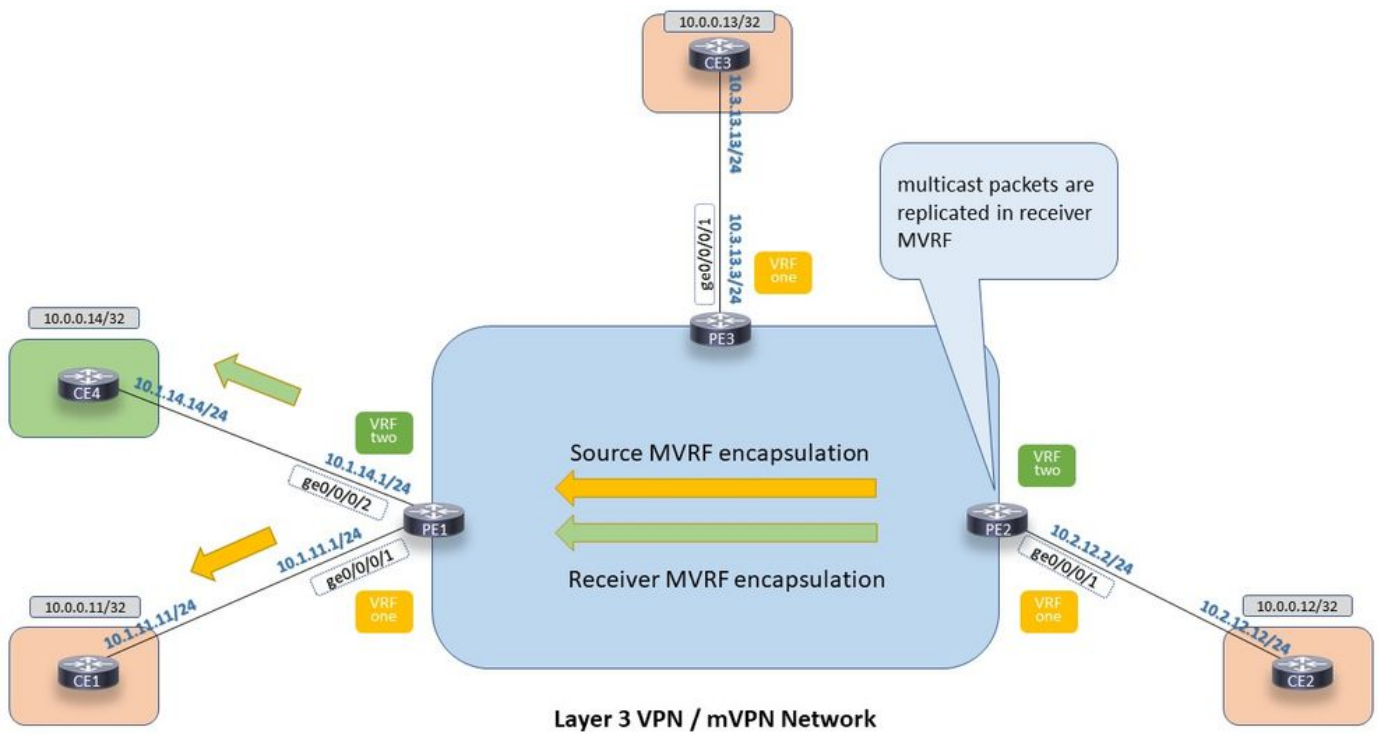 10.0.0.13/32
CE3
10.3.13.13/24
multicast packets are
replicated in receiver
MVRF
ge0/0/0/1
10.3.13.3/24
VRF
one
PE3
10.0.0.14/32
CE4
10.1.14.14/24
VRF
two
10.1.14.1/24
ge0/0/0/2
Source MVRF encapsulation
VRF
two
PE1
PE2
10.1.11.1/24
ge0/0/0/1
Receiver MVRF encapsulation
10.2.12.2/24
ge0/0/0/1
VRF
one
VRF
one
10.0.0.11/32
10.1.11.11/24
CE1
10.0.0.12/32
10.2.12.12/24
CE2
Layer 3 VPN / mVPN Network